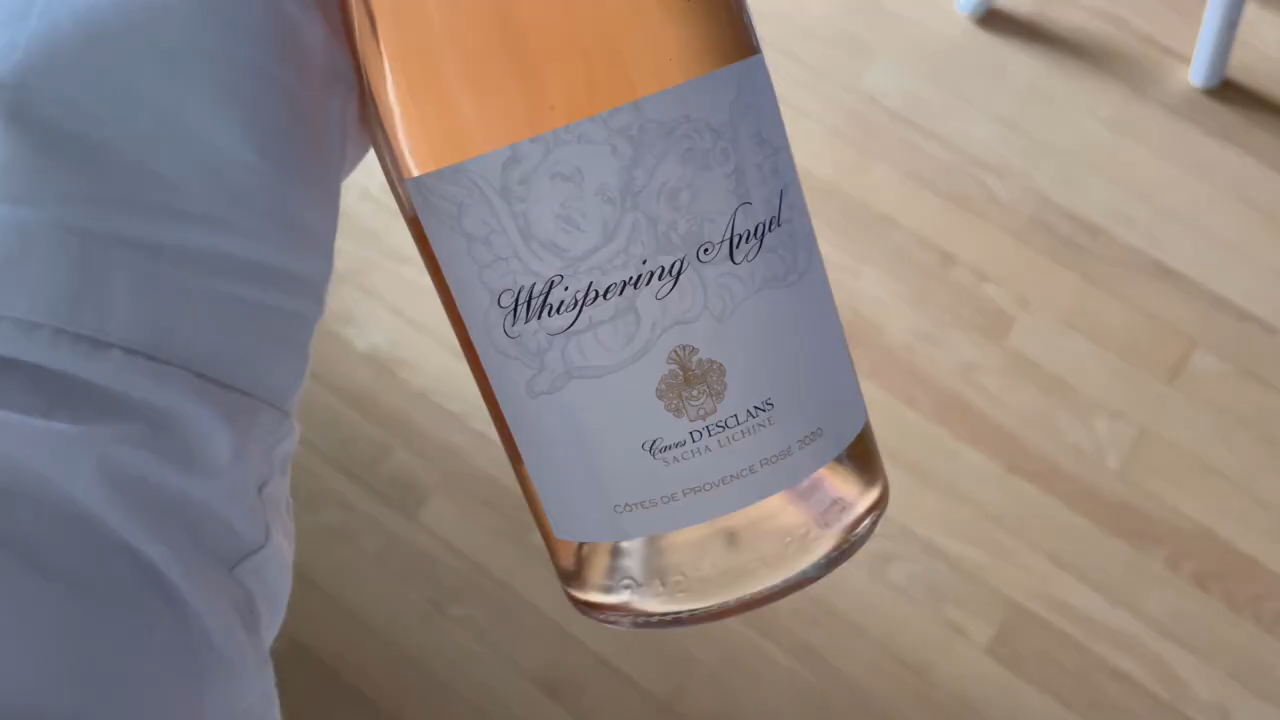 Whispering Angel
Caves D'ESCLANS
SACHA LICHINE
CÔTES DE PROVENCE ROSÉ 2020